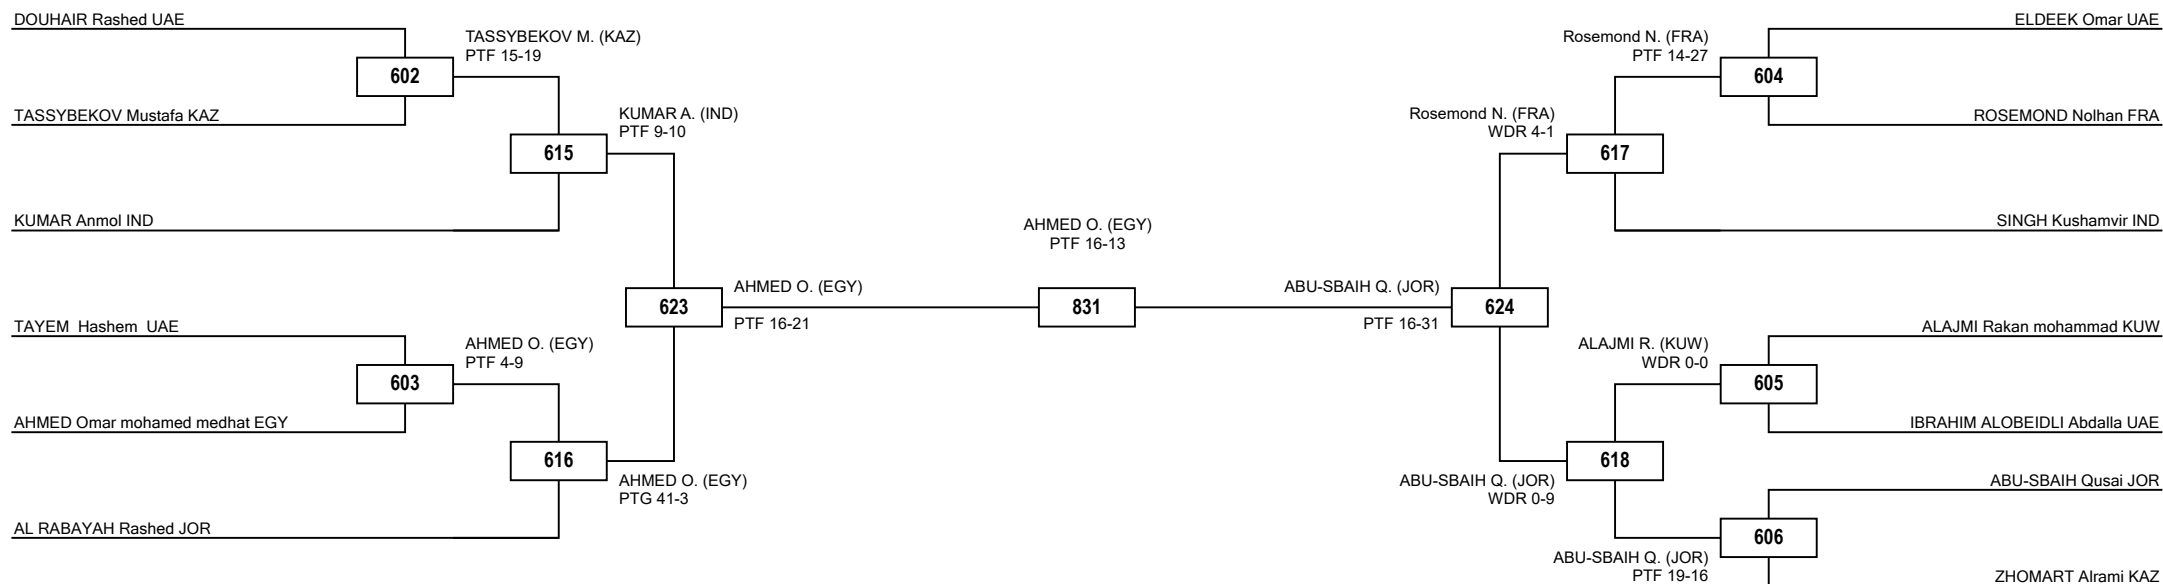 DOUHAIR Rashed UAE
TASSYBEKOV M. (KAZ)
PTF 15-19
602
TASSYBEKOV Mustafa KAZ
KUMAR A. (IND)
PTF 9-10
615
KUMAR Anmol IND
AHMED O. (EGY)
PTF 16-21
623
TAYEM  Hashem  UAE
AHMED O. (EGY)
PTF 4-9
603
AHMED Omar mohamed medhat EGY
616
AHMED O. (EGY)
PTG 41-3
AL RABAYAH Rashed JOR
AHMED O. (EGY)
PTF 16-13
831
ELDEEK Omar UAE
Rosemond N. (FRA)
PTF 14-27
604
ROSEMOND Nolhan FRA
Rosemond N. (FRA)
WDR 4-1
617
SINGH Kushamvir IND
ABU-SBAIH Q. (JOR)
PTF 16-31
624
ALAJMI Rakan mohammad KUW
ALAJMI R. (KUW)
WDR 0-0
605
IBRAHIM ALOBEIDLI Abdalla UAE
618
ABU-SBAIH Q. (JOR)
WDR 0-9
ABU-SBAIH Qusai JOR
606
ABU-SBAIH Q. (JOR)
PTF 19-16
ZHOMART Alrami KAZ